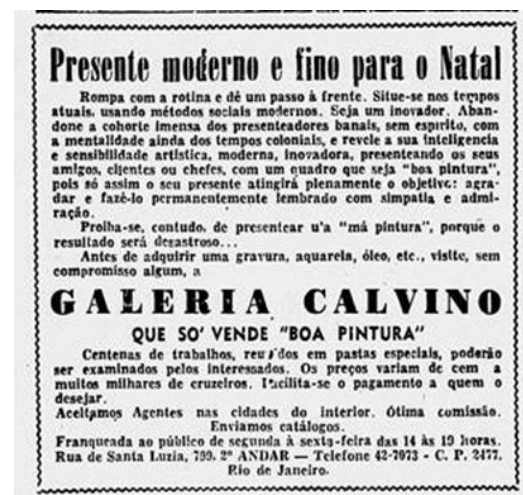 Presente moderno e fino para o Natal
Rompa com a rotina e dê um passo à frente. Situe-se nos tempos
atuais, usando métodos sociais modernos. Seja um inovador. Aban-
done a cohorte imensa dos presenteadores banais, sem espirito, com
a mentalidade ainda dos tempos coloniais, e revele a sua inteligencia
e sensibilidade artística, moderna, inovadora, presenteando os seus
amigos, clientes ou chefes, com um quadro que seja "boa pintura",
pois só assim o seu presente atingirá plenamente o objetivo: agra-
dar e fazê-lo permanentemente lembrado com simpatia e admi-
ração.
Proiba-se, contudo, de presentear u'a "má pintura", porque o
resultado será desastroso...
Antes de adquirir uma gravura, aquarela, óleo, etc., visite, sem
compromisso algum, a
GALERIA CALVINO
QUE SO' VENDE "BOA PINTURA"
Centenas de trabalhos, reunidos em pastas especiais, poderão
ser examinados pelos interessados. Os preços variam de cem a
muitos milhares de cruzeiros. Facilita-se o pagamento a quem o
desejar.
Aceitamos Agentes nas cidades do interior. Ótima comissão.
Enviamos catálogos.
Franqueada ao público de segunda à sexta-feira das 14 às 19 horas.
Rua de Santa Luzia, 799, 2° ANDAR — Telefone 42-7073 - C. P. 2477.
Rio de Janeiro.